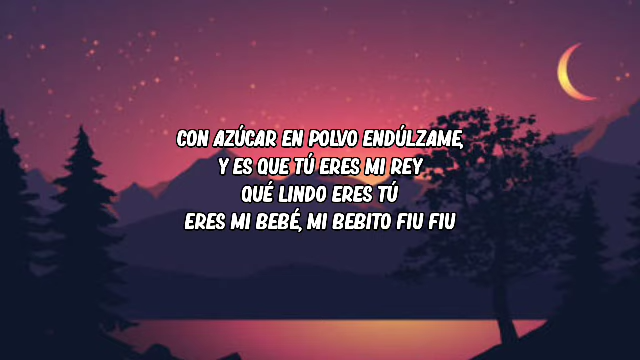 CON AZÚCAR EN POLVO ENDÚLZAME,
Y ES QUE TÚ ERES MI REY
QUÉ LINDO ERES TÚ
ERES MI BEBÉ, MI BEBITO FIU FIU